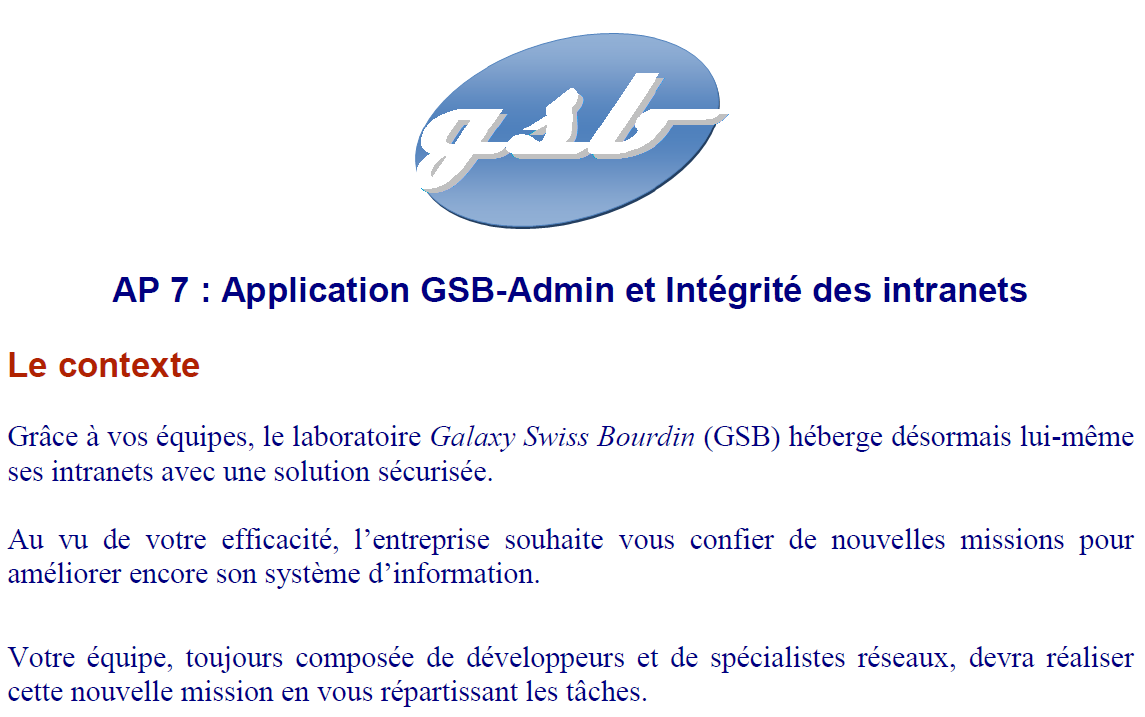 gsb
AP 7 : Application GSB-Admin et Intégrité des intranets
Le contexte
Grâce à vos équipes, le laboratoire Galaxy Swiss Bourdin (GSB) héberge désormais lui-même
ses intranets avec une solution sécurisée.
Au vu de votre efficacité, l’entreprise souhaite vous confier de nouvelles missions pour
améliorer encore son système d’information.
Votre équipe, toujours composée de développeurs et de spécialistes réseaux, devra réaliser
cette nouvelle mission en vous répartissant les tâches.